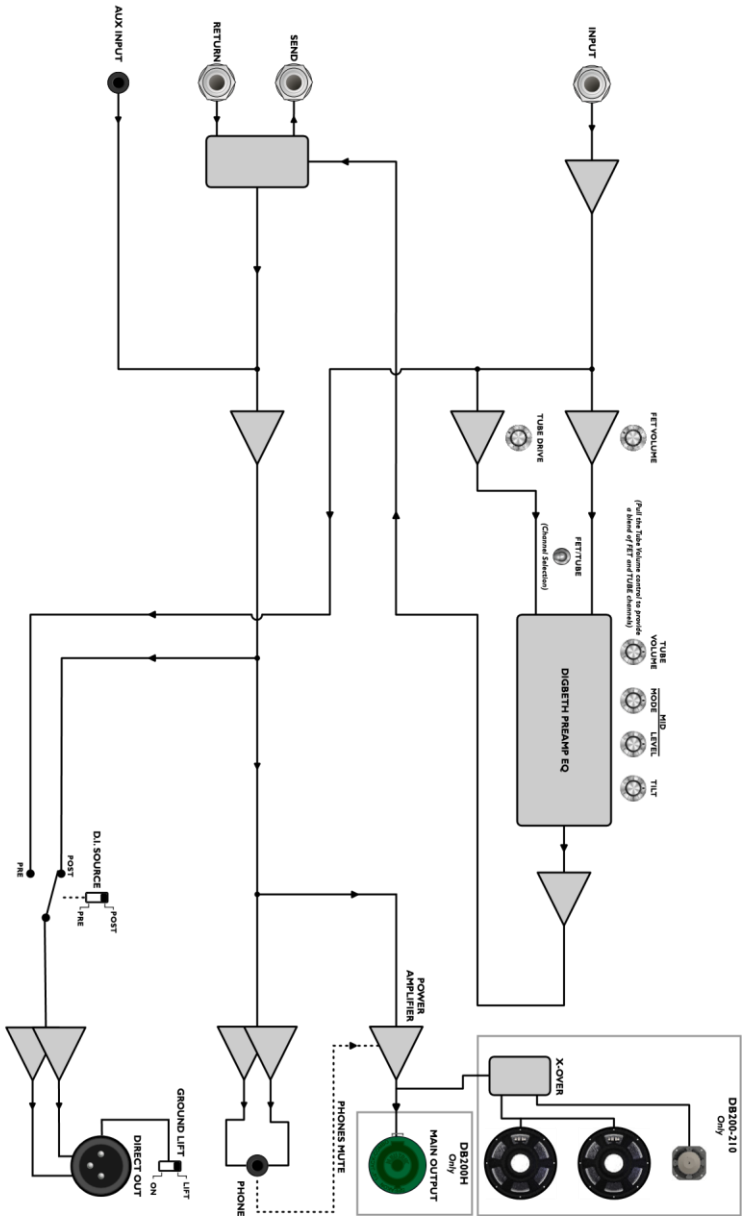 INPUT
SEND
RETURN
AUX INPUT
FET VOLUME
TUBE DRIVE
(Pull the Tube Volume control to provide
a blend of FET and TUBE channels)
FET/TUBE
(Channel Selection)
TUBE
VOLUME
MID
MODE
LEVEL
TILT
DIGBETH PREAMP EQ
D.I. SOURCE
POST
PRE
POST
PRE
POWER
AMPLIFIER
X-OVER
DB200-210
Only
DB200H
Only
MAIN OUTPUT
PHONES MUTE
PHONE
GROUND LIFT
LIFT
ON
DIRECT OUT